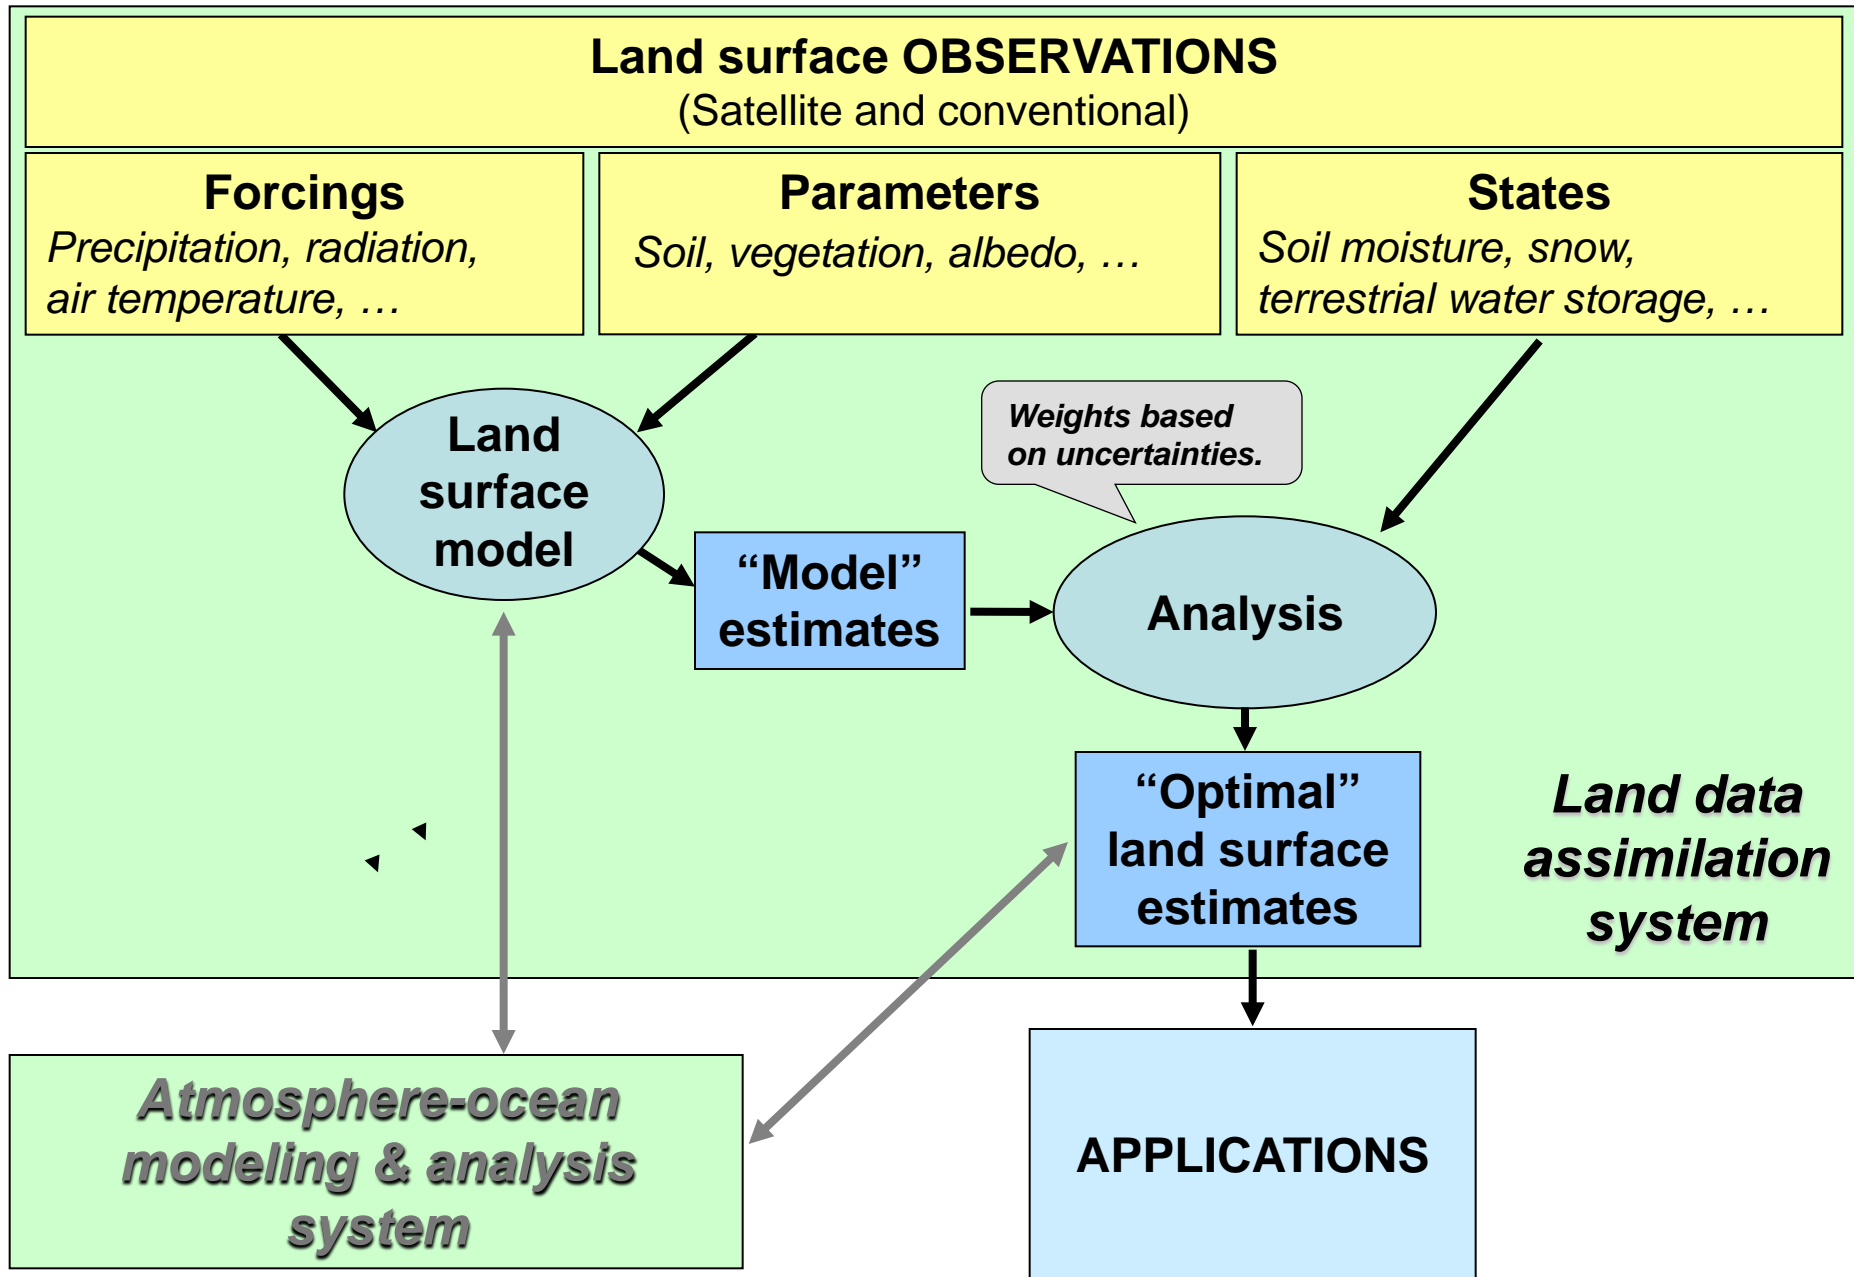 Land surface OBSERVATIONS
(Satellite and conventional)
Forcings
Precipitation, radiation,
air temperature, …
Parameters
Soil, vegetation, albedo, …
States
Soil moisture, snow,
terrestrial water storage, …
Land
surface
model
Weights based
on uncertainties.
“Model”
estimates
Analysis
“Optimal”
land surface
estimates
Land data
assimilation
system
Atmosphere-ocean
modeling & analysis
system
APPLICATIONS